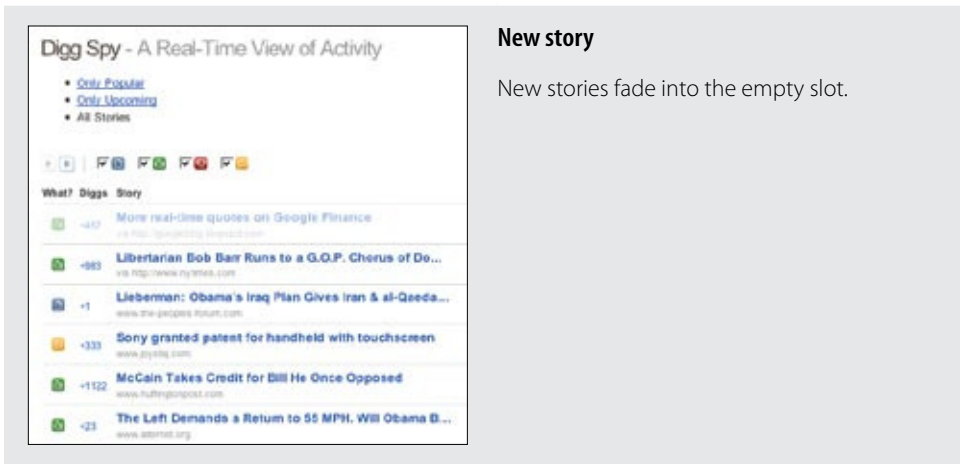 Digg Spy - A Real-Time View of Activity
• Only Popular
• Only Upcoming
• All Stories
What? Diggs Story
More real-time quotes on Google Finance
via
Libertarian Bob Barr Runs to a G.O.P. Chorus of Do...
+983
via http://www.nytimes.com
Lieberman: Obama's Iraq Plan Gives Iran & al-Qaeda...
+1
www.the-peoples-forum.com
Sony granted patent for handheld with touchscreen
+333
www.joystiq.com
McCain Takes Credit for Bill He Once Opposed
+1122
www.huffingtonpost.com
The Left Demands a Return to 55 MPH. Will Obama B...
+23
www.alternet.org
New story
New stories fade into the empty slot.